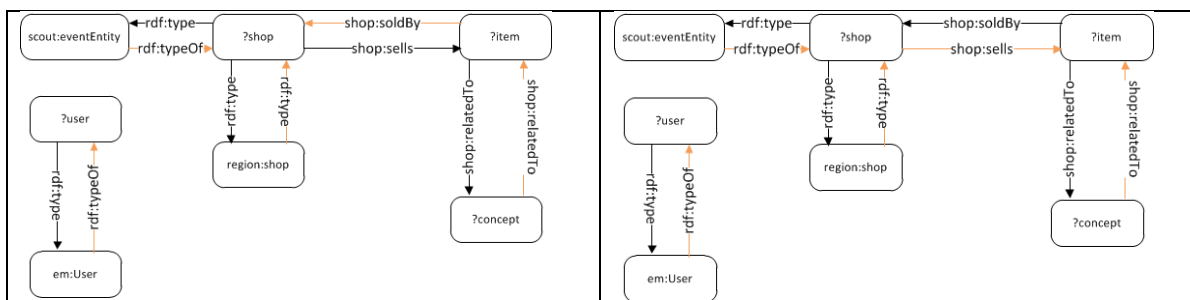 rdf:type
shop:soldBy
scout:eventEntity
?shop
?item
rdf:typeOf
shop:sells
rdf:type
rdf:type
shop:relatedTo
shop:relatedTo
?user
rdf:type
rdf:typeOf
region:shop
?concept
em:User
rdf:type
shop:soldBy
scout:eventEntity
?shop
?item
rdf:typeOf
shop:sells
rdf:type
rdf:type
shop:relatedTo
shop:relatedTo
?user
rdf:type
rdf:typeOf
region:shop
?concept
em:User